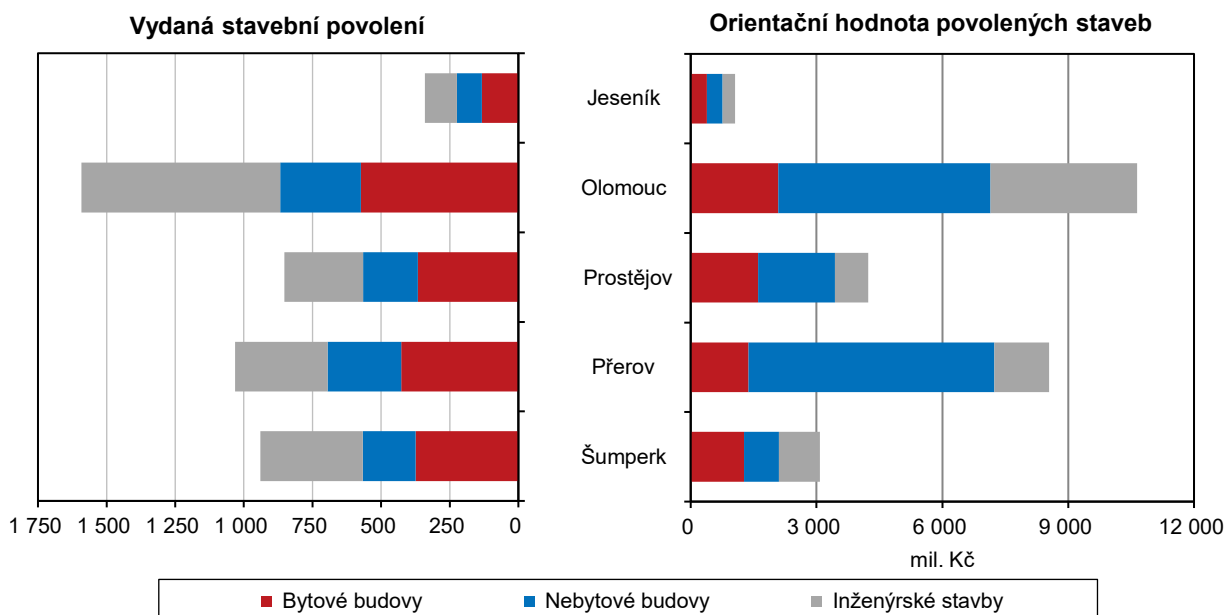 Vydaná stavební povolení
Orientační hodnota povolených staveb
Jeseník
Olomouc
Prostějov
Přerov
Šumperk
1 750 1 500 1 250 1 000 750 500 250 0
0 3 000 6 000 9 000 12 000
mil. Kč
Bytové budovy Nebytové budovy Inženýrské stavby